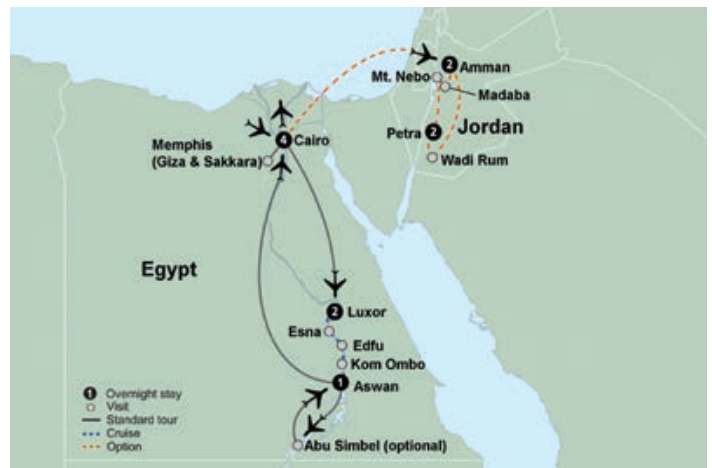 2
Amman
Mt. Nebo
Madaba
Petra
2
Jordan
Wadi Rum
4
Cairo
Memphis
(Giza & Sakkara)
Egypt
2
Luxor
Esna
Edfu
Kom Ombo
1
Aswan
Abu Simbel (optional)
1 Overnight stay
Visit
Standard tour
Cruise
Option